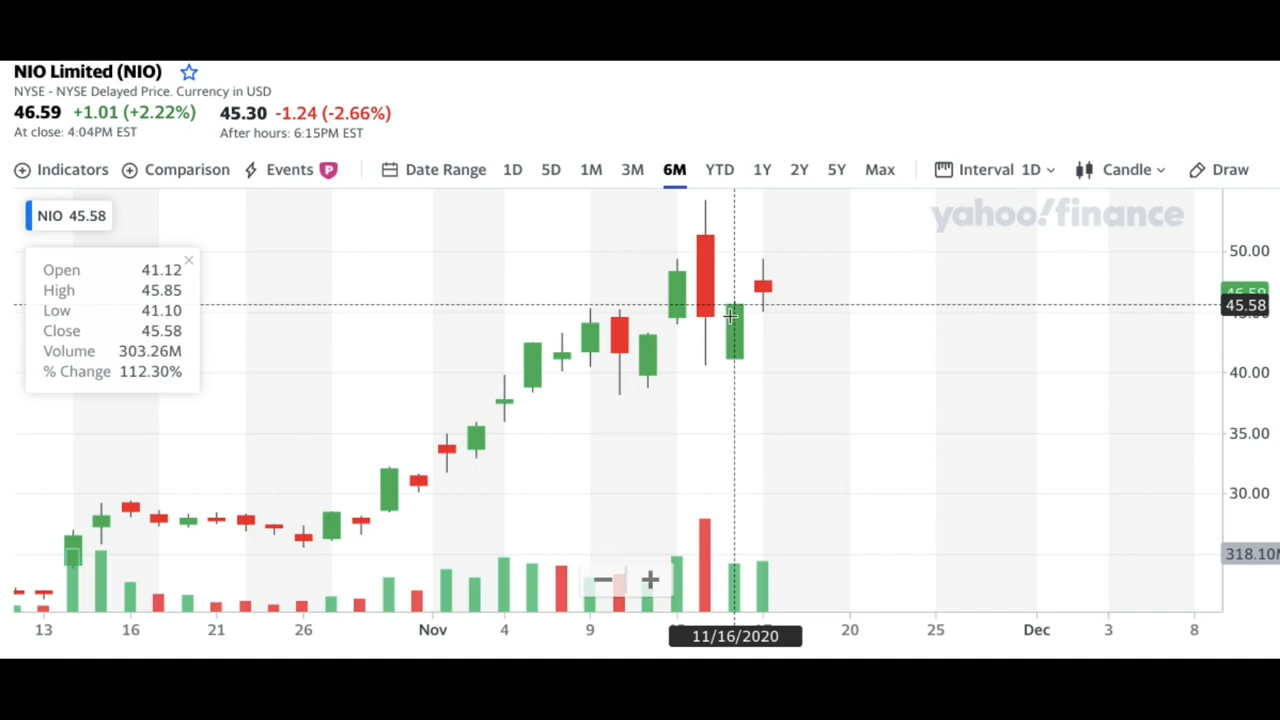 NIO Limited (NIO)
NYSE - NYSE Delayed Price. Currency in USD
46.59 +1.01 (+2.22%) 45.30 -1.24 (-2.66%)
At close: 4:04PM EST After hours: 6:15PM EST
Indicators Comparison Events P Date Range 1D 5D 1M 3M 6M YTD 1Y 2Y 5Y Max Interval 1D Candle Draw
NIO 45.58
yahoo!finance
Open 41.12
High 45.85
Low 41.10
Close 45.58
Volume 303.26M
% Change 112.30%
50.00
46.59
45.58
40.00
35.00
30.00
318.10M
13 16 21 26 Nov 4 9 20 25 Dec 3 8
11/16/2020